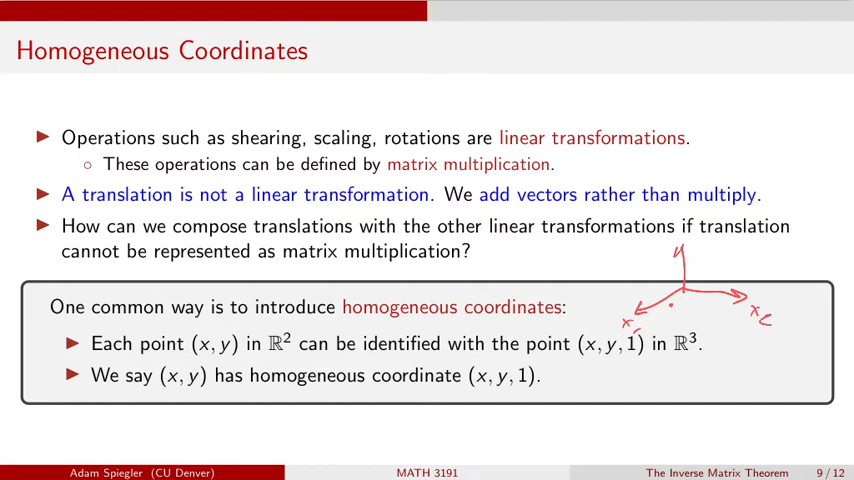 Homogeneous Coordinates
▶ Operations such as shearing, scaling, rotations are linear transformations.
○ These operations can be defined by matrix multiplication.
▶ A translation is not a linear transformation. We add vectors rather than multiply.
▶ How can we compose translations with the other linear transformations if translation
cannot be represented as matrix multiplication?
One common way is to introduce homogeneous coordinates:
▶ Each point (x, y) in ℝ² can be identified with the point (x, y, 1) in ℝ³.
▶ We say (x, y) has homogeneous coordinate (x, y, 1).
Adam Spiegler (CU Denver) MATH 3191 The Inverse Matrix Theorem 9 / 12